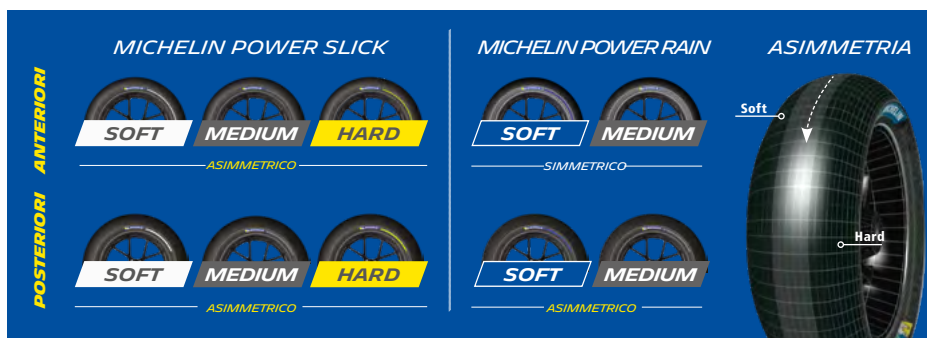 MICHELIN POWER SLICK
MICHELIN POWER RAIN
ASIMMETRIA
ANTERIORI
SOFT MEDIUM HARD
ASIMMETRICO
SOFT MEDIUM
SIMMETRICO
POSTERIORI
SOFT MEDIUM HARD
ASIMMETRICO
SOFT MEDIUM
ASIMMETRICO
Soft
Hard